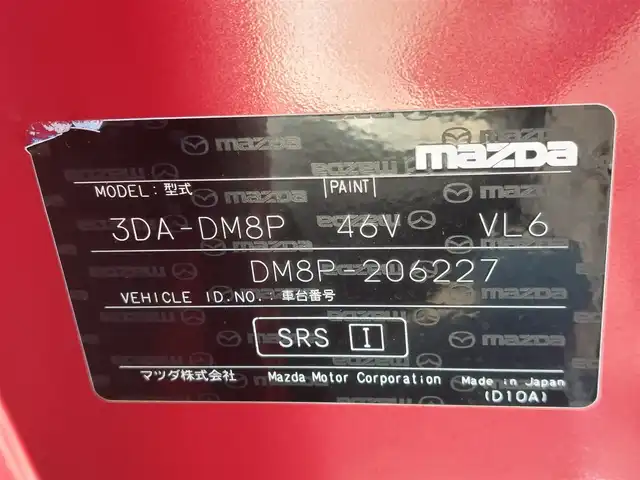 mazda
MODEL: 型式 PAINT
3DA-DM8P 46V VL6
DM8P-206227
VEHICLE ID.NO.: 車台番号
SRS I
マツダ株式会社 Mazda Motor Corporation Made in Japan
(D10A)